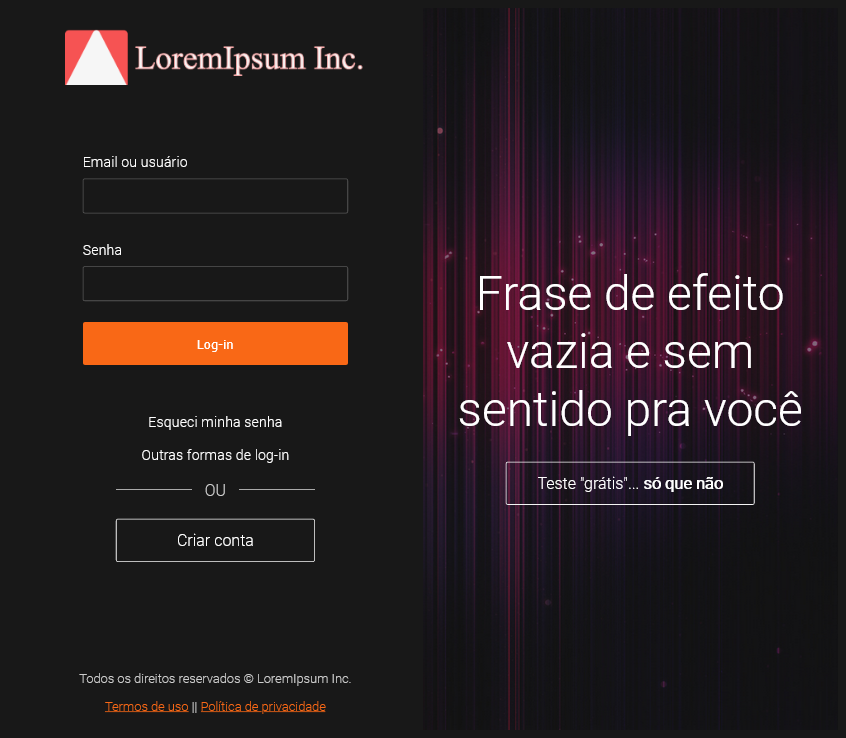 LoremIpsum Inc.
Email ou usuário
Senha
Log-in
Esqueci minha senha
Outras formas de log-in
OU
Criar conta
Todos os direitos reservados © LoremIpsum Inc.
Termos de uso || Política de privacidade
Frase de efeito
vazia e sem
sentido pra você
Teste "grátis"... só que não